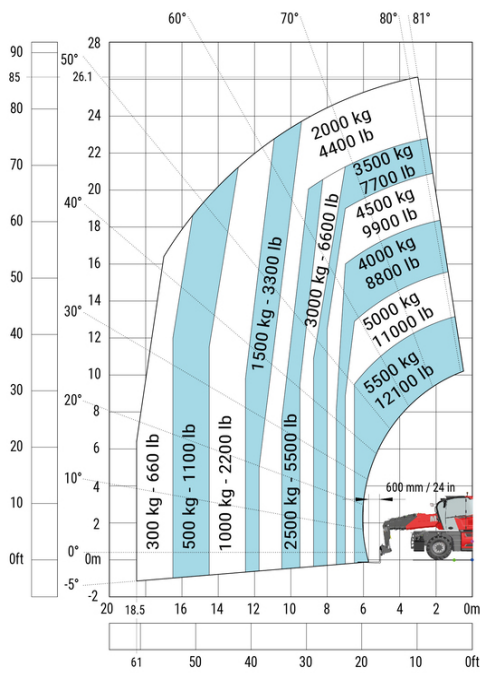 60° 70° 80° 81°
90 28
50°
85 26.1
80 24
2000 kg
4400 lb
22
70
3500 kg
7700 lb
20
4500 kg
9900 lb
40°
60 18
3000 kg - 6600 lb
4000 kg
8800 lb
16
1500 kg - 3300 lb
50 14
5000 kg
11000 lb
30°
40 12
10
5500 kg
12100 lb
30
20° 8
300 kg - 660 lb
500 kg - 1100 lb
1000 kg - 2200 lb
2500 kg - 5500 lb
20 6
10° 4
600 mm / 24 in
10 2
0ft 0° 0m
-5° -2
20 18.5 16 14 12 10 8 6 4 2 0m
61 50 40 30 20 10 0ft